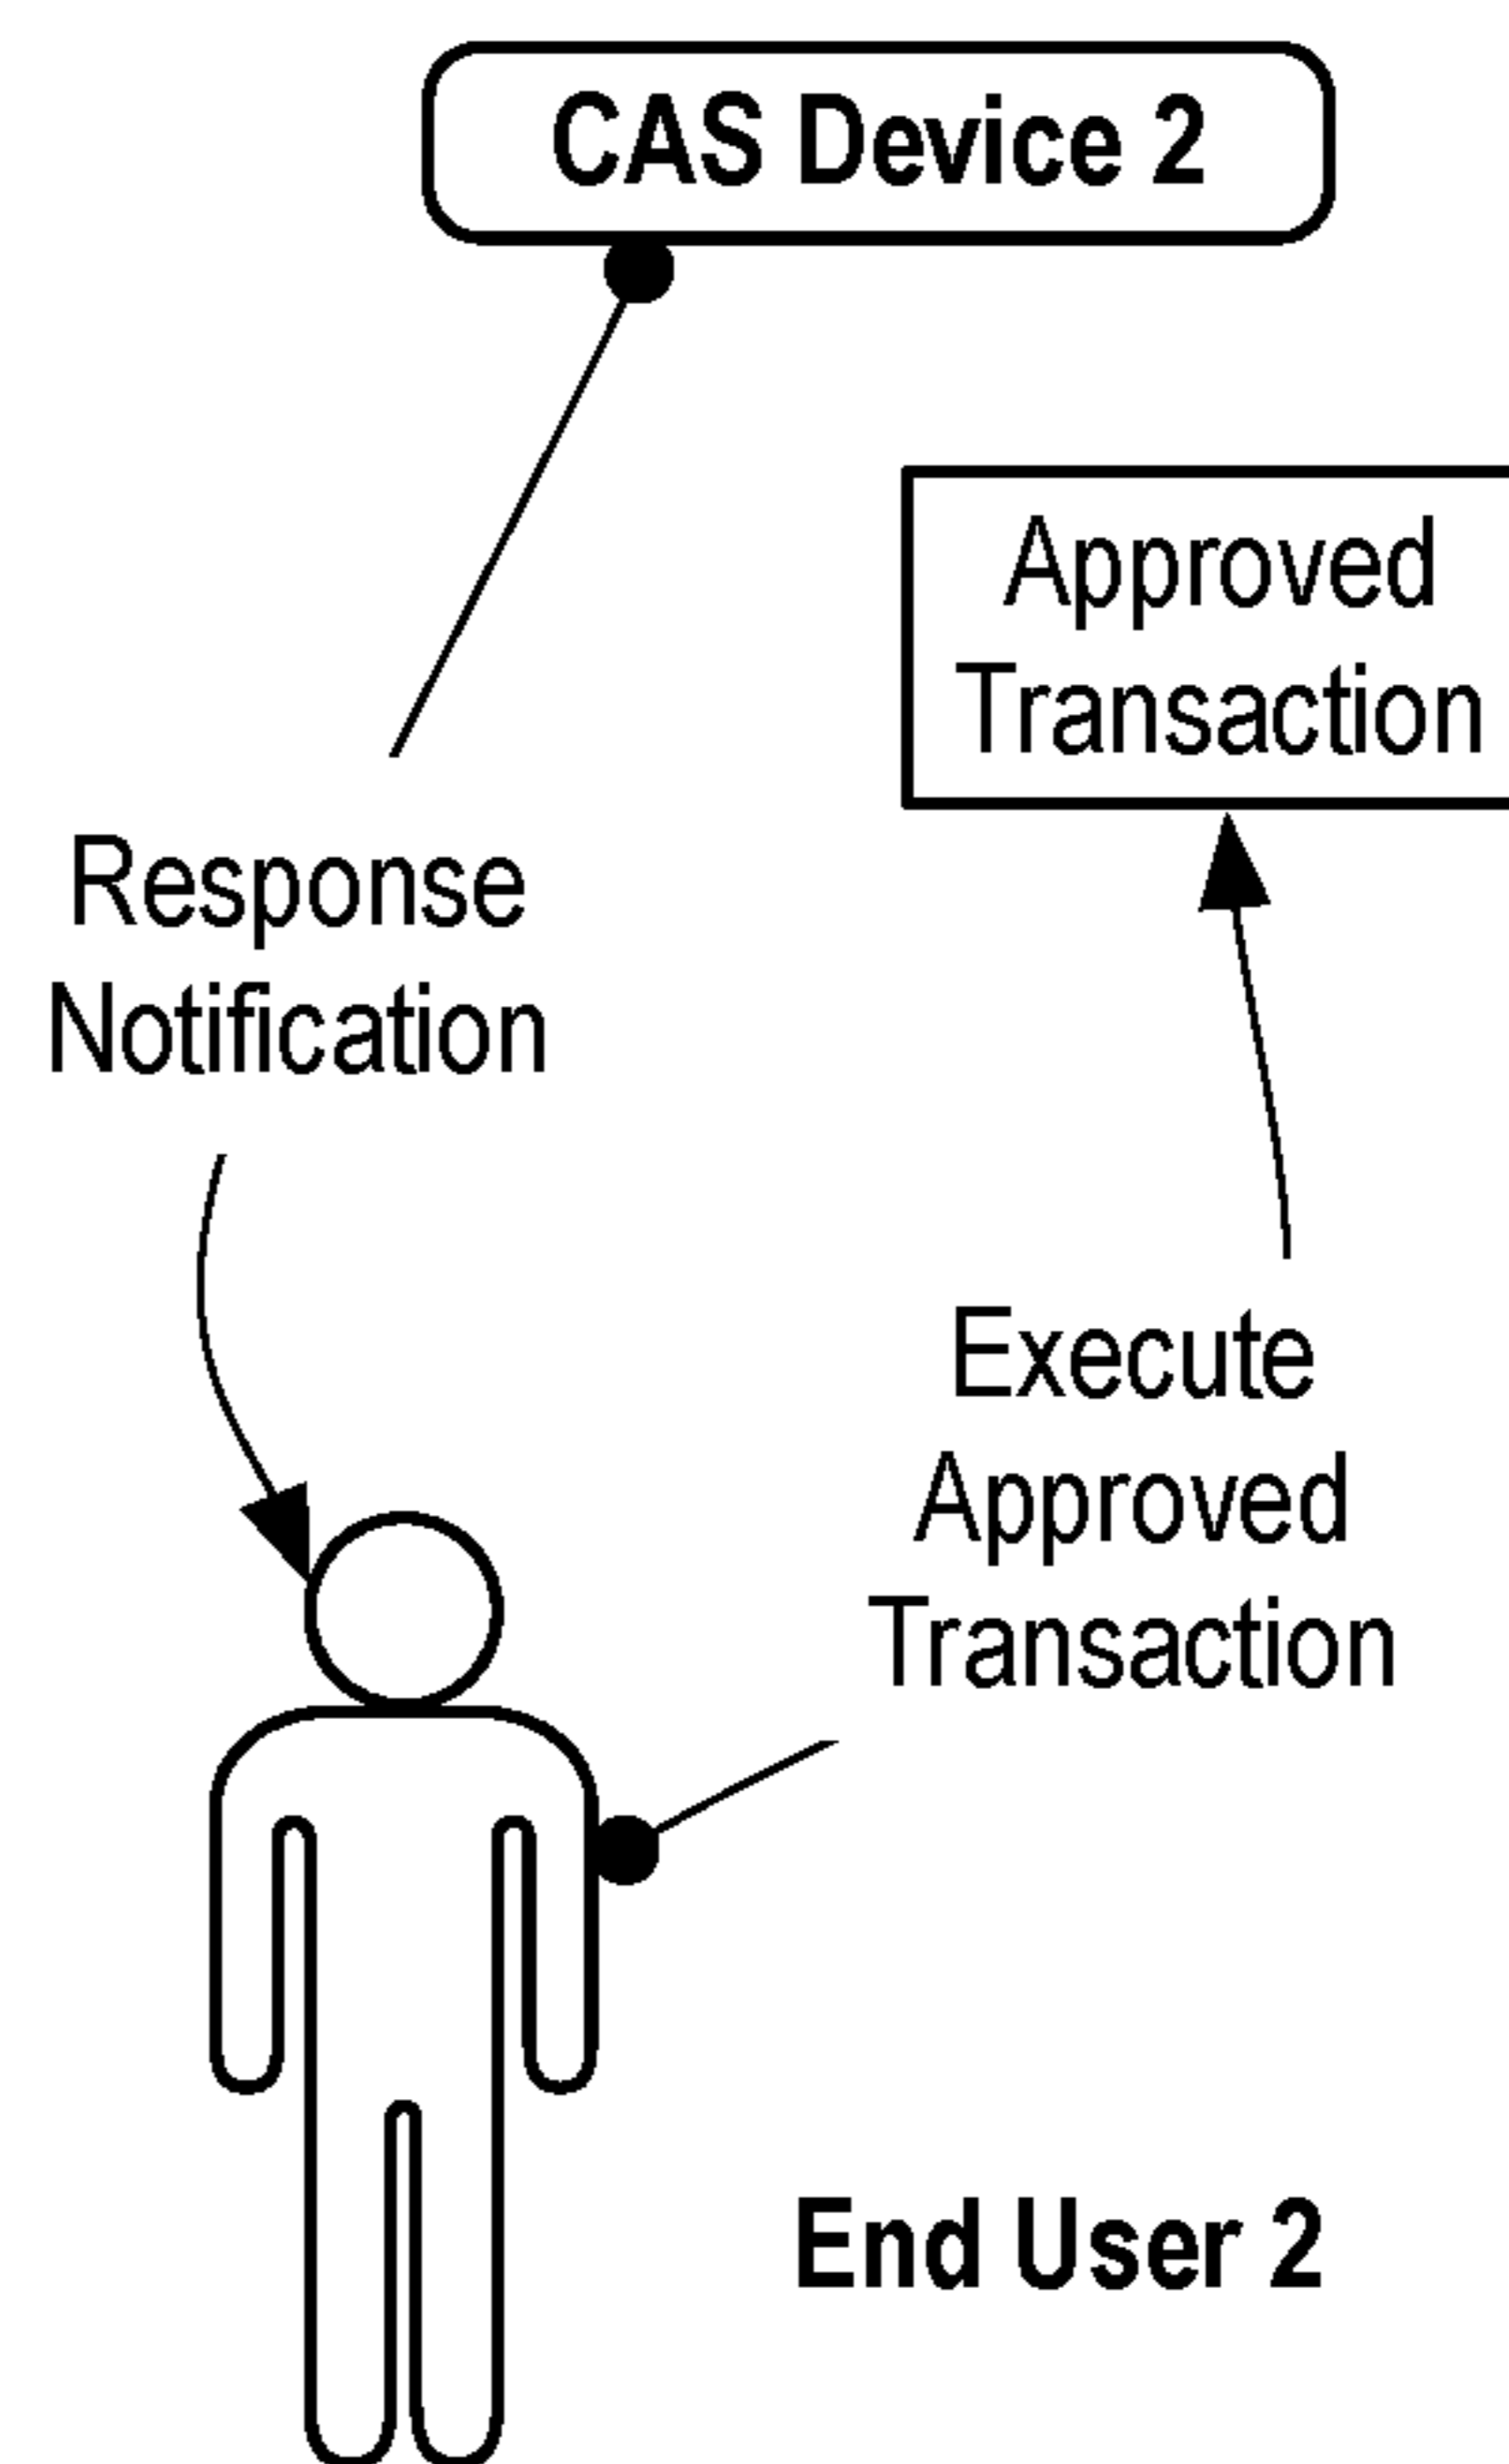 CAS Device 2
Approved
Transaction
Response
Notification
Execute
Approved
Transaction
End User 2